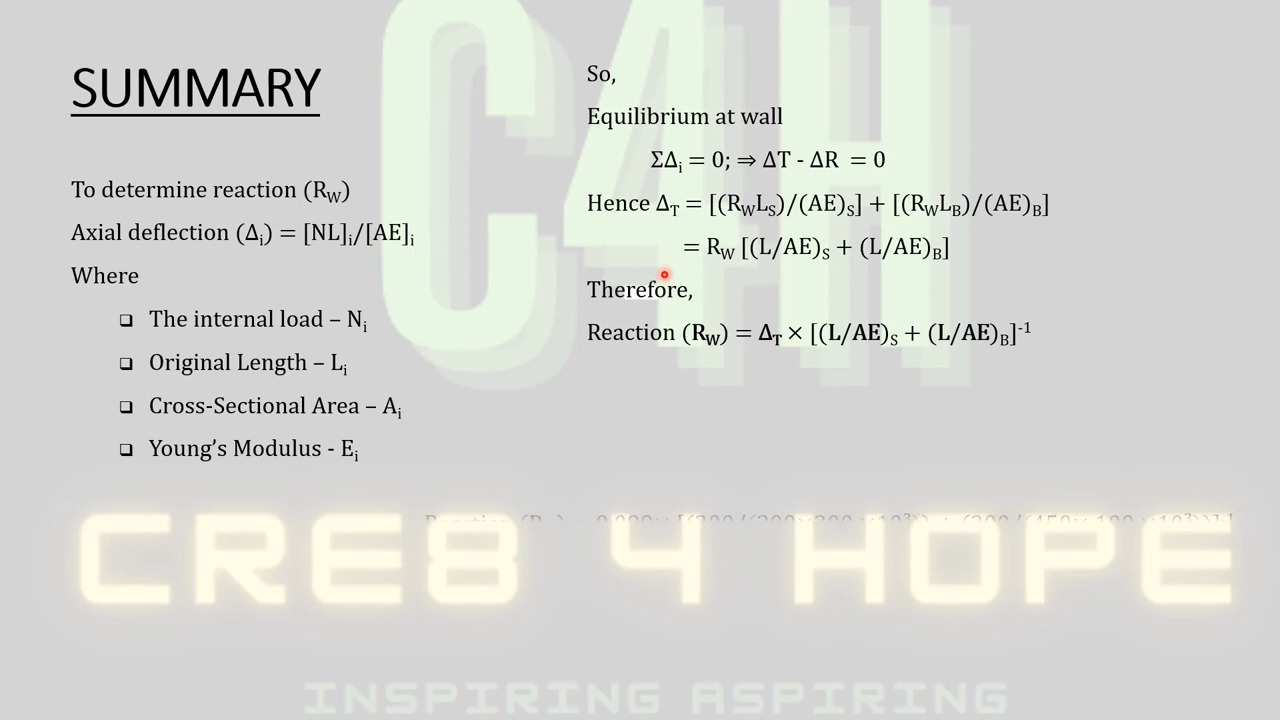 SUMMARY
To determine reaction (R_W)
Axial deflection (Δ_i) = [NL]_i/[AE]_i
Where
❑ The internal load – N_i
❑ Original Length – L_i
❑ Cross-Sectional Area – A_i
❑ Young's Modulus - E_i
So,
Equilibrium at wall
ΣΔ_i = 0; ⇒ ΔT - ΔR = 0
Hence Δ_T = [(R_WL_S)/(AE)_S] + [(R_WL_B)/(AE)_B]
= R_W [(L/AE)_S + (L/AE)_B]
Therefore,
Reaction (R_W) = Δ_T × [(L/AE)_S + (L/AE)_B]^-1
C4H
CRE8 4 HOPE
INSPIRING ASPIRING